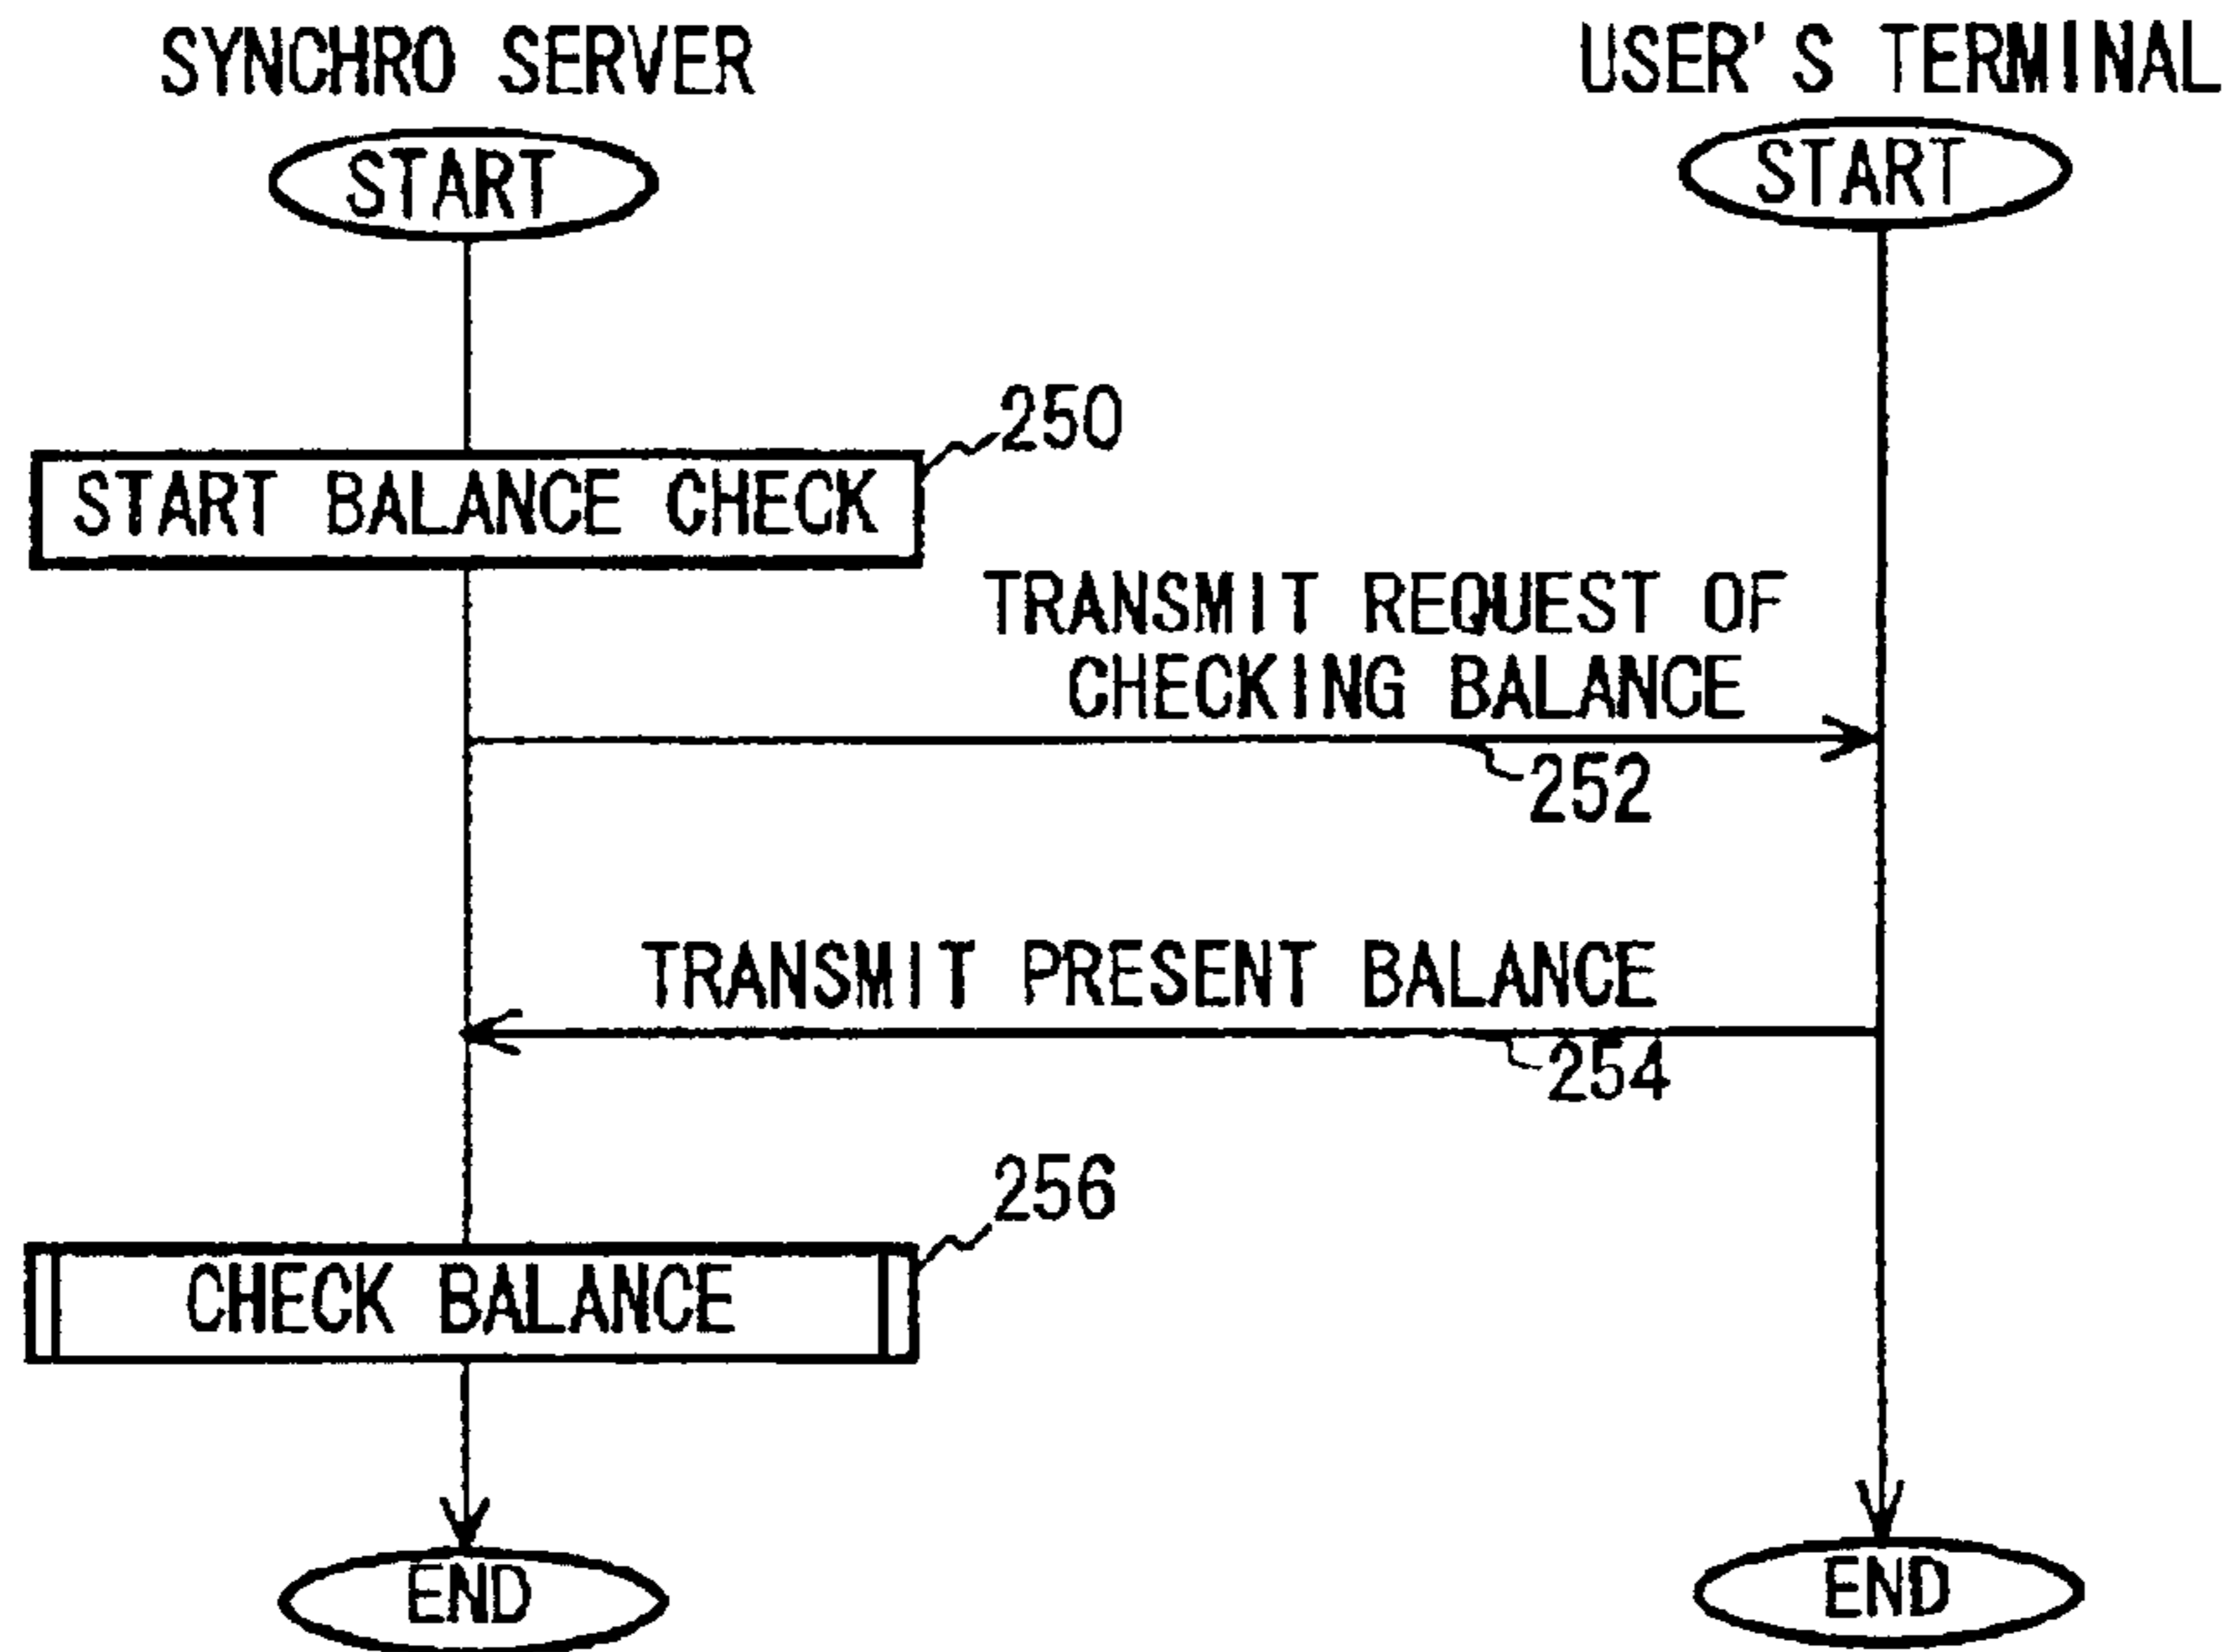 SYNCHRO SERVER
USER'S TERMINAL
START
START
250
START BALANCE CHECK
TRANSMIT REQUEST OF
CHECKING BALANCE
252
TRANSMIT PRESENT BALANCE
254
256
CHECK BALANCE
END
END